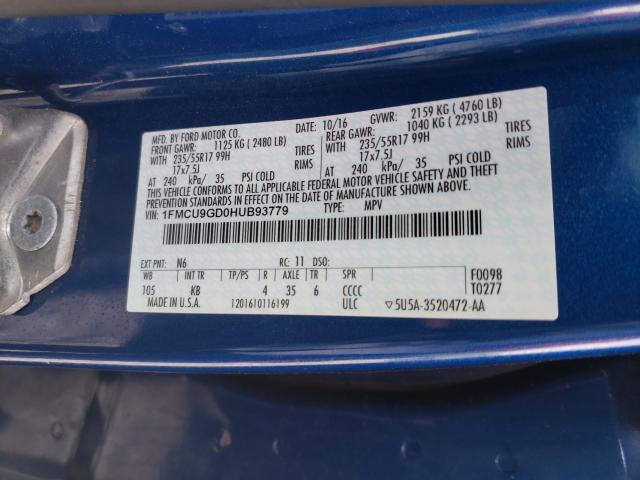 MFD. BY FORD MOTOR CO. DATE: 10/16 GVWR: 2159 KG ( 4760 LB)
FRONT GAWR: 1125 KG ( 2480 LB) REAR GAWR: 1040 KG ( 2293 LB)
WITH 235/55R17 99H TIRES WITH 235/55R17 99H TIRES
17x7.5J RIMS 17x7.5J RIMS
AT 240 kPa/ 35 PSI COLD AT 240 kPa/ 35 PSI COLD
THIS VEHICLE CONFORMS TO ALL APPLICABLE FEDERAL MOTOR VEHICLE SAFETY AND THEFT
PREVENTION STANDARDS IN EFFECT ON THE DATE OF MANUFACTURE SHOWN ABOVE.
VIN: 1FMCU9GD0HUB93779 TYPE: MPV
EXT PNT: N6 RC: 11 DSO: F0098
WB INT TR TP/PS R AXLE TR SPR T0277
105 KB 4 35 6 CCCC
MADE IN U.S.A. 1201610116199 ULC ▽5U5A-3520472-AA